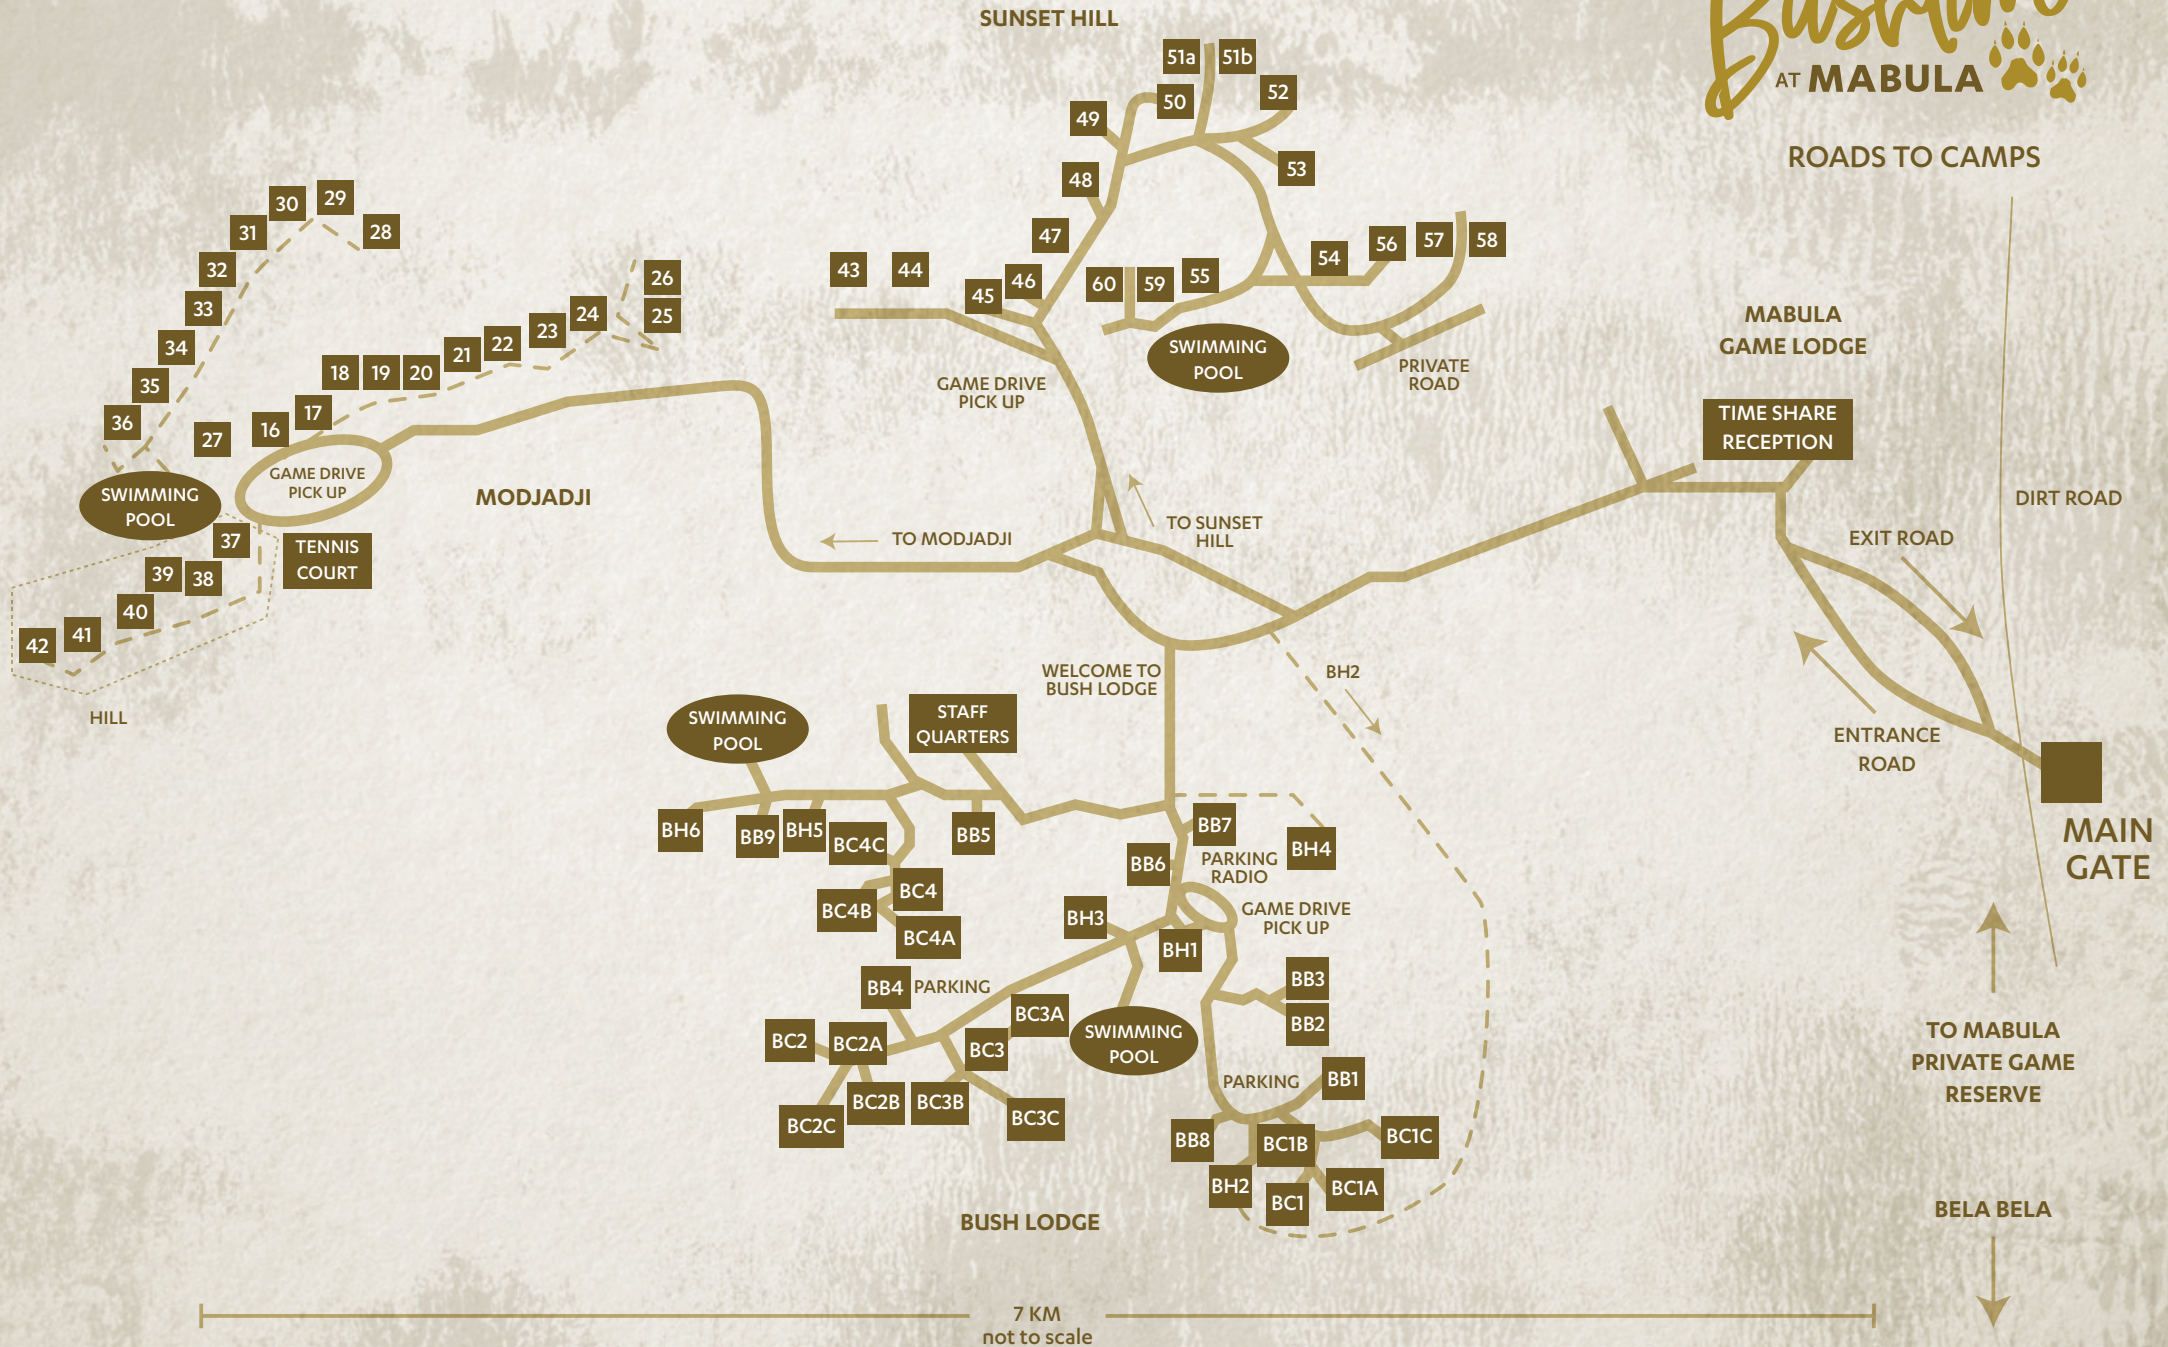 SUNSET HILL
Bushtime
AT MABULA
ROADS TO CAMPS
51a
51b
50
52
49
53
48
47
43
44
45
46
60
59
55
54
56
57
58
SWIMMING
POOL
PRIVATE
ROAD
GAME DRIVE
PICK UP
30
29
28
31
32
33
34
35
36
27
16
17
18
19
20
21
22
23
24
25
26
GAME DRIVE
PICK UP
SWIMMING
POOL
MODJADJI
37
TENNIS
COURT
39
38
40
41
42
HILL
MABULA
GAME LODGE
TIME SHARE
RECEPTION
DIRT ROAD
EXIT ROAD
ENTRANCE
ROAD
MAIN
GATE
TO MODJADJI
TO SUNSET
HILL
WELCOME TO
BUSH LODGE
BH2
SWIMMING
POOL
STAFF
QUARTERS
BH6
BB9
BH5
BC4C
BB5
BC4
BC4B
BC4A
BB7
BB6
PARKING
RADIO
BH4
GAME DRIVE
PICK UP
BH3
BH1
BB4
PARKING
BC3A
BC3
BC2
BC2A
BC2B
BC3B
BC2C
BC3C
SWIMMING
POOL
BB3
BB2
PARKING
BB1
BB8
BC1B
BC1C
BH2
BC1
BC1A
BUSH LODGE
TO MABULA
PRIVATE GAME
RESERVE
BELA BELA
7 KM
not to scale